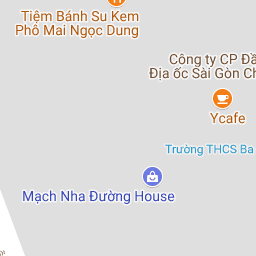 Tiệm Bánh Su Kem
Phô Mai Ngọc Dung
Công ty CP Đầ
Địa ốc Sài Gòn Ch
Ycafe
Trường THCS Ba
Mạch Nha Đường House